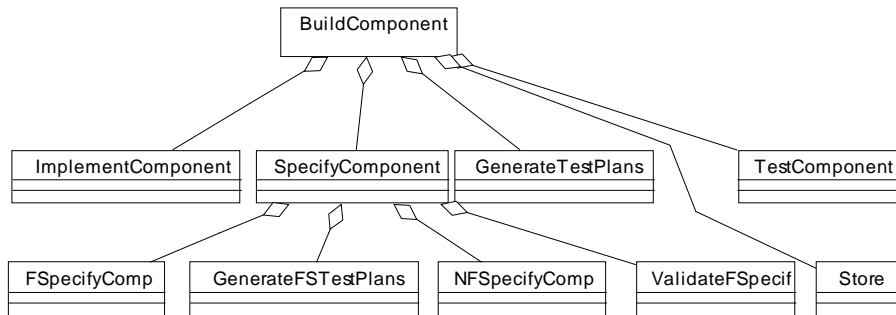 BuildComponent
ImplementComponent
SpecifyComponent
GenerateTestPlans
TestComponent
FSpecifyComp
GenerateFSTestPlans
NFSpecifyComp
ValidateFSpecif
Store